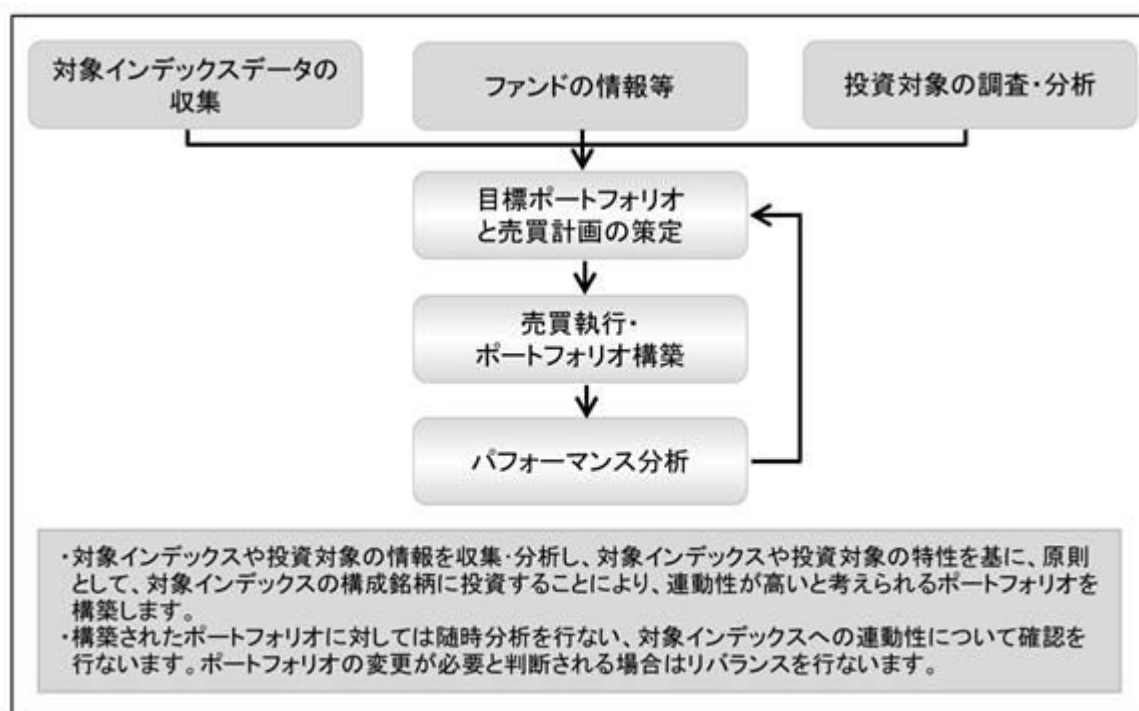 対象インデックスデータの
収集
ファンドの情報等
投資対象の調査・分析
目標ポートフォリオ
と売買計画の策定
売買執行・
ポートフォリオ構築
パフォーマンス分析
・対象インデックスや投資対象の情報を収集・分析し、対象インデックスや投資対象の特性を基に、原則
として、対象インデックスの構成銘柄に投資することにより、連動性が高いと考えられるポートフォリオを
構築します。
・構築されたポートフォリオに対しては随時分析を行ない、対象インデックスへの連動性について確認を
行ないます。ポートフォリオの変更が必要と判断される場合はリバランスを行ないます。